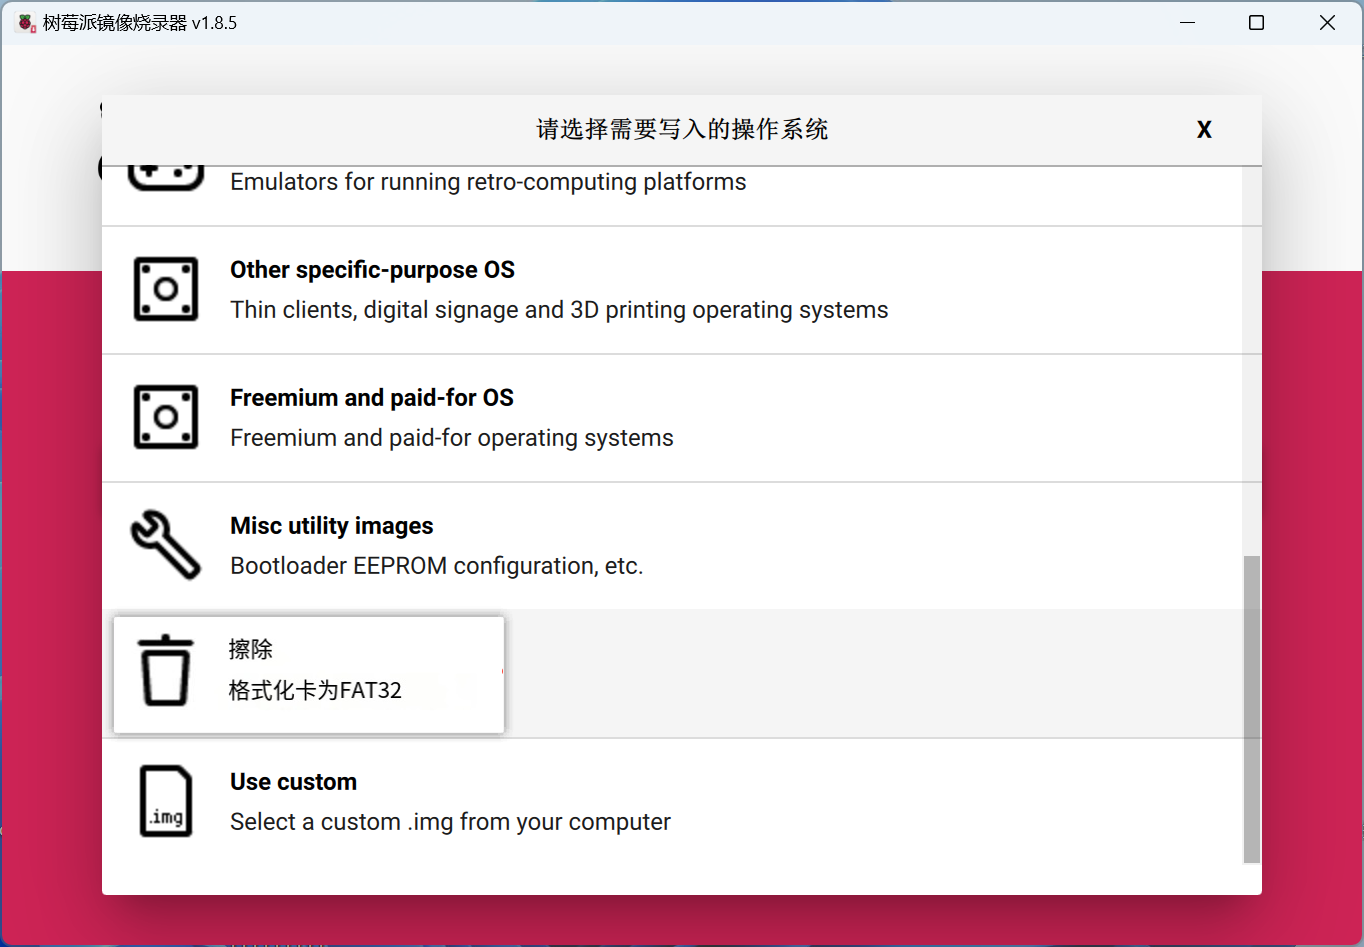 树莓派镜像烧录器 v1.8.5
请选择需要写入的操作系统
X
Emulators for running retro-computing platforms
Other specific-purpose OS
Thin clients, digital signage and 3D printing operating systems
Freemium and paid-for OS
Freemium and paid-for operating systems
Misc utility images
Bootloader EEPROM configuration, etc.
擦除
格式化卡为FAT32
.img
Use custom
Select a custom .img from your computer